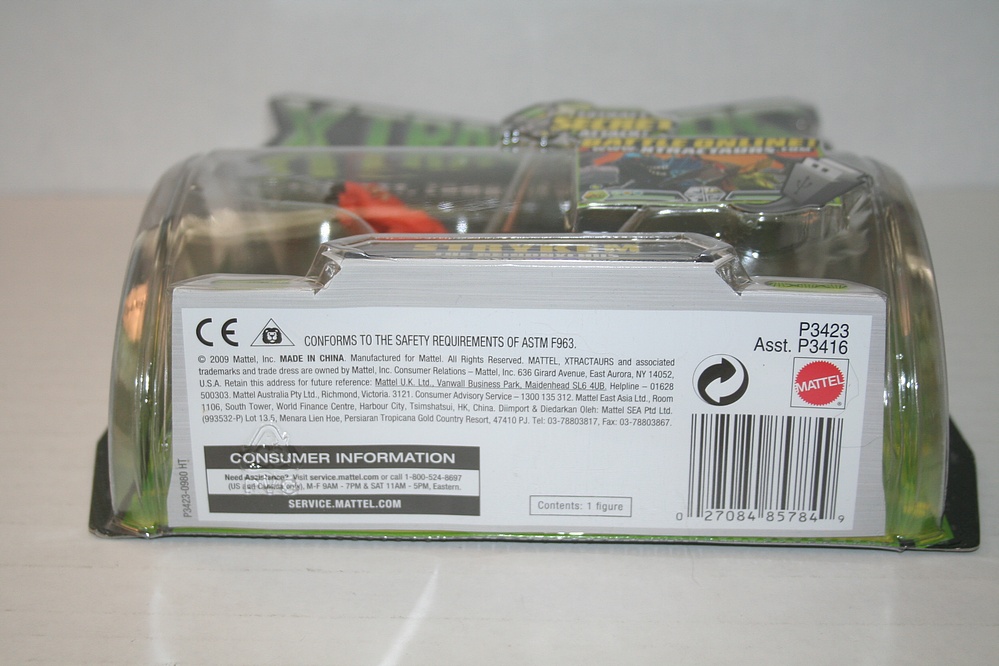 SECRET
BATTLE ONLINE!
WWW.XTRACTAURS.COM
CE
CONFORMS TO THE SAFETY REQUIREMENTS OF ASTM F963.
© 2009 Mattel, Inc. MADE IN CHINA. Manufactured for Mattel. All Rights Reserved. MATTEL, XTRACTAURS and associated
trademarks and trade dress are owned by Mattel, Inc. Consumer Relations – Mattel, Inc. 636 Girard Avenue, East Aurora, NY 14052,
U.S.A. Retain this address for future reference: Mattel U.K. Ltd., Vanwall Business Park, Maidenhead SL6 4UB, Helpline – 01628
500303. Mattel Australia Pty Ltd., Richmond, Victoria. 3121. Consumer Advisory Service – 1300 135 312. Mattel East Asia Ltd., Room
1106, South Tower, World Finance Centre, Harbour City, Tsimshatsui, HK, China. Diimport & Diedarkan Oleh: Mattel SEA Ptd Ltd.
(993532-P) Lot 13.5, Menara Lien Hoe, Persiaran Tropicana Gold Country Resort, 47410 PJ. Tel: 03-78803817, Fax: 03-78803867.
P3423
Asst. P3416
MATTEL
CONSUMER INFORMATION
Need Assistance? Visit service.mattel.com or call 1-800-524-8697
(US and Canada only), M-F 9AM - 7PM & SAT 11AM - 5PM, Eastern.
SERVICE.MATTEL.COM
Contents: 1 figure
0 27084 85784 9
P3423-0980 HT